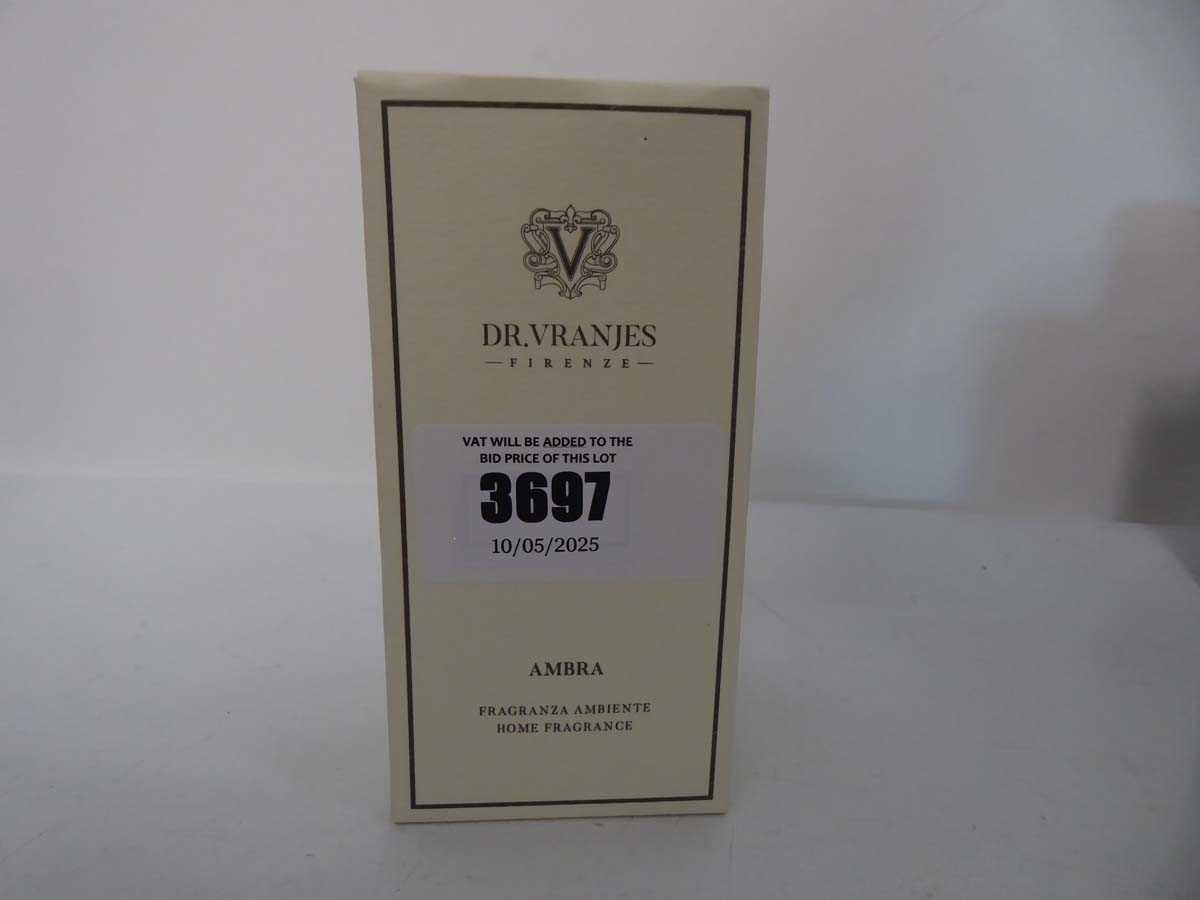 V
DR.VRANJES
—FIRENZE—
VAT WILL BE ADDED TO THE
BID PRICE OF THIS LOT
3697
10/05/2025
AMBRA
FRAGRANZA AMBIENTE
HOME FRAGRANCE